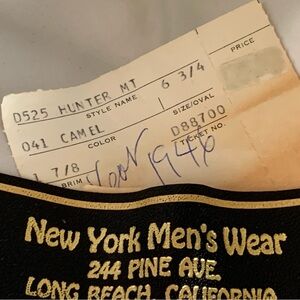 D525 HUNTER MT 6 3/4
STYLE NAME SIZE/OVAL PRICE
041 CAMEL D88700
COLOR TICKET NO.
1 7/8
BRIM
1946
New York Men's Wear
244 PINE AVE.
LONG BEACH, CALIFORNIA